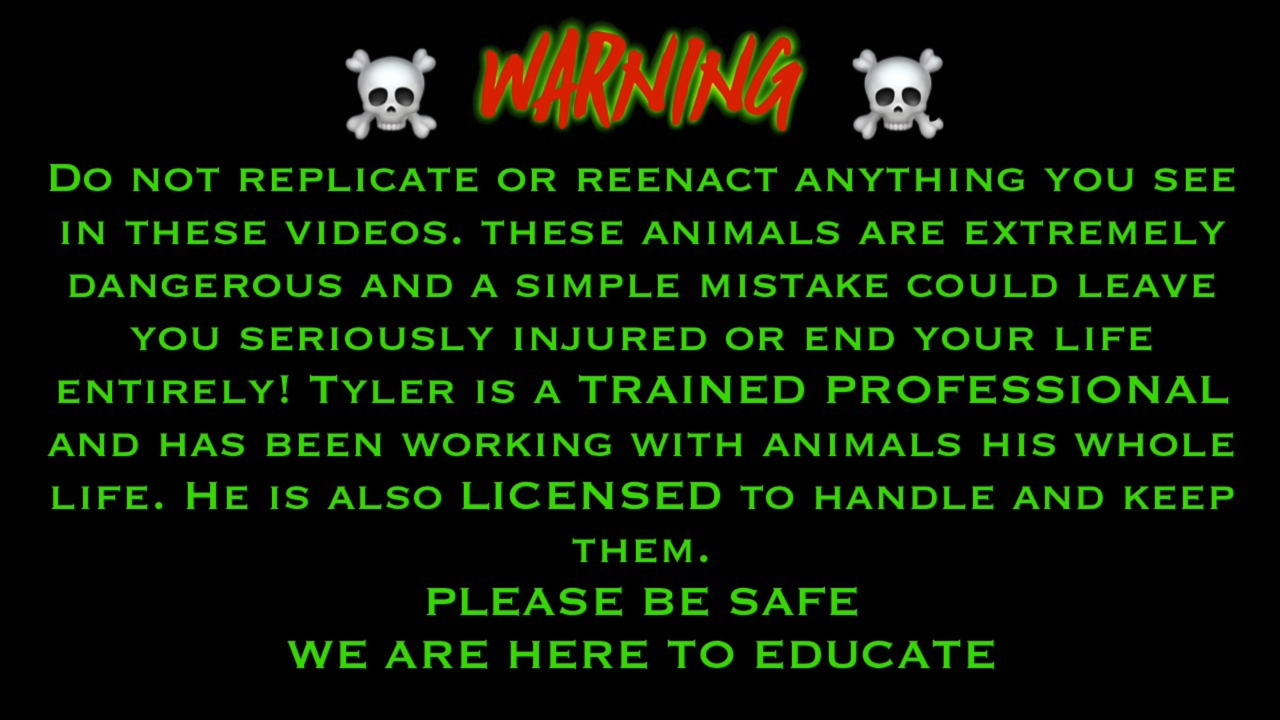 WARNING
Do not replicate or reenact anything you see
in these videos. these animals are extremely
dangerous and a simple mistake could leave
you seriously injured or end your life
entirely! Tyler is a TRAINED PROFESSIONAL
and has been working with animals his whole
life. He is also LICENSED to handle and keep
them.
PLEASE BE SAFE
WE ARE HERE TO EDUCATE